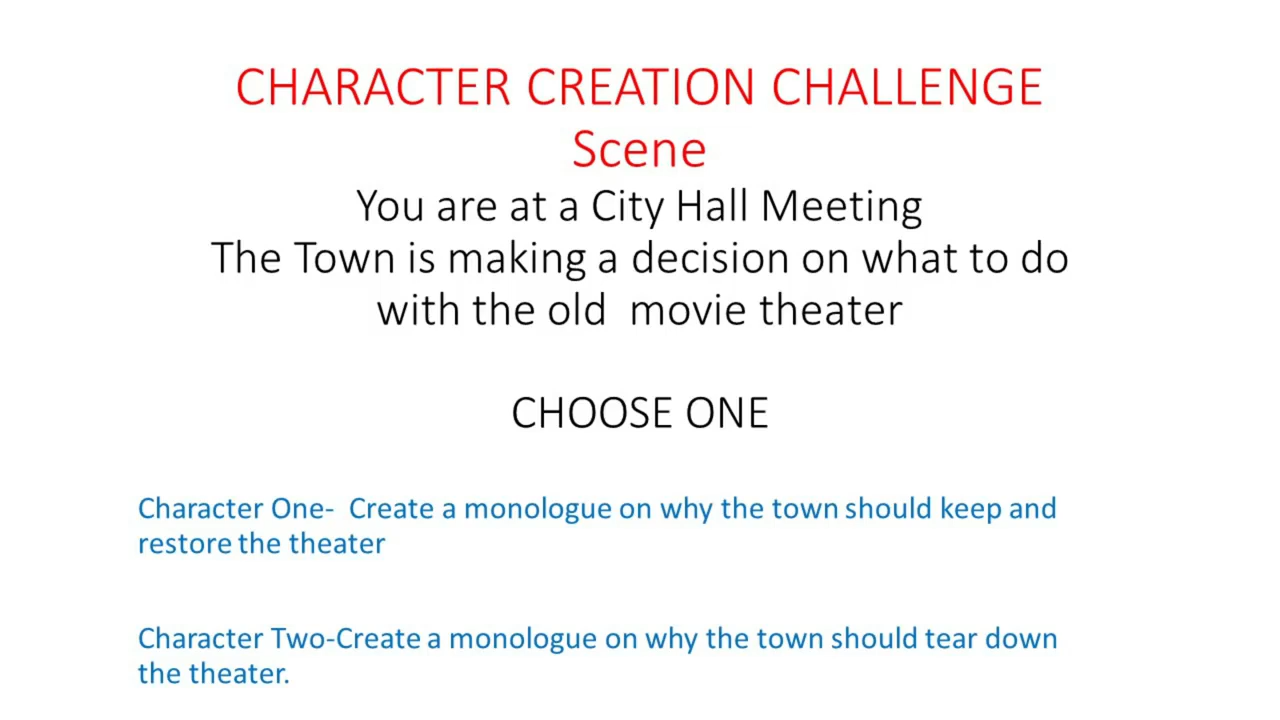 CHARACTER CREATION CHALLENGE
Scene
You are at a City Hall Meeting
The Town is making a decision on what to do
with the old  movie theater
CHOOSE ONE
Character One-  Create a monologue on why the town should keep and
restore the theater
Character Two-Create a monologue on why the town should tear down
the theater.